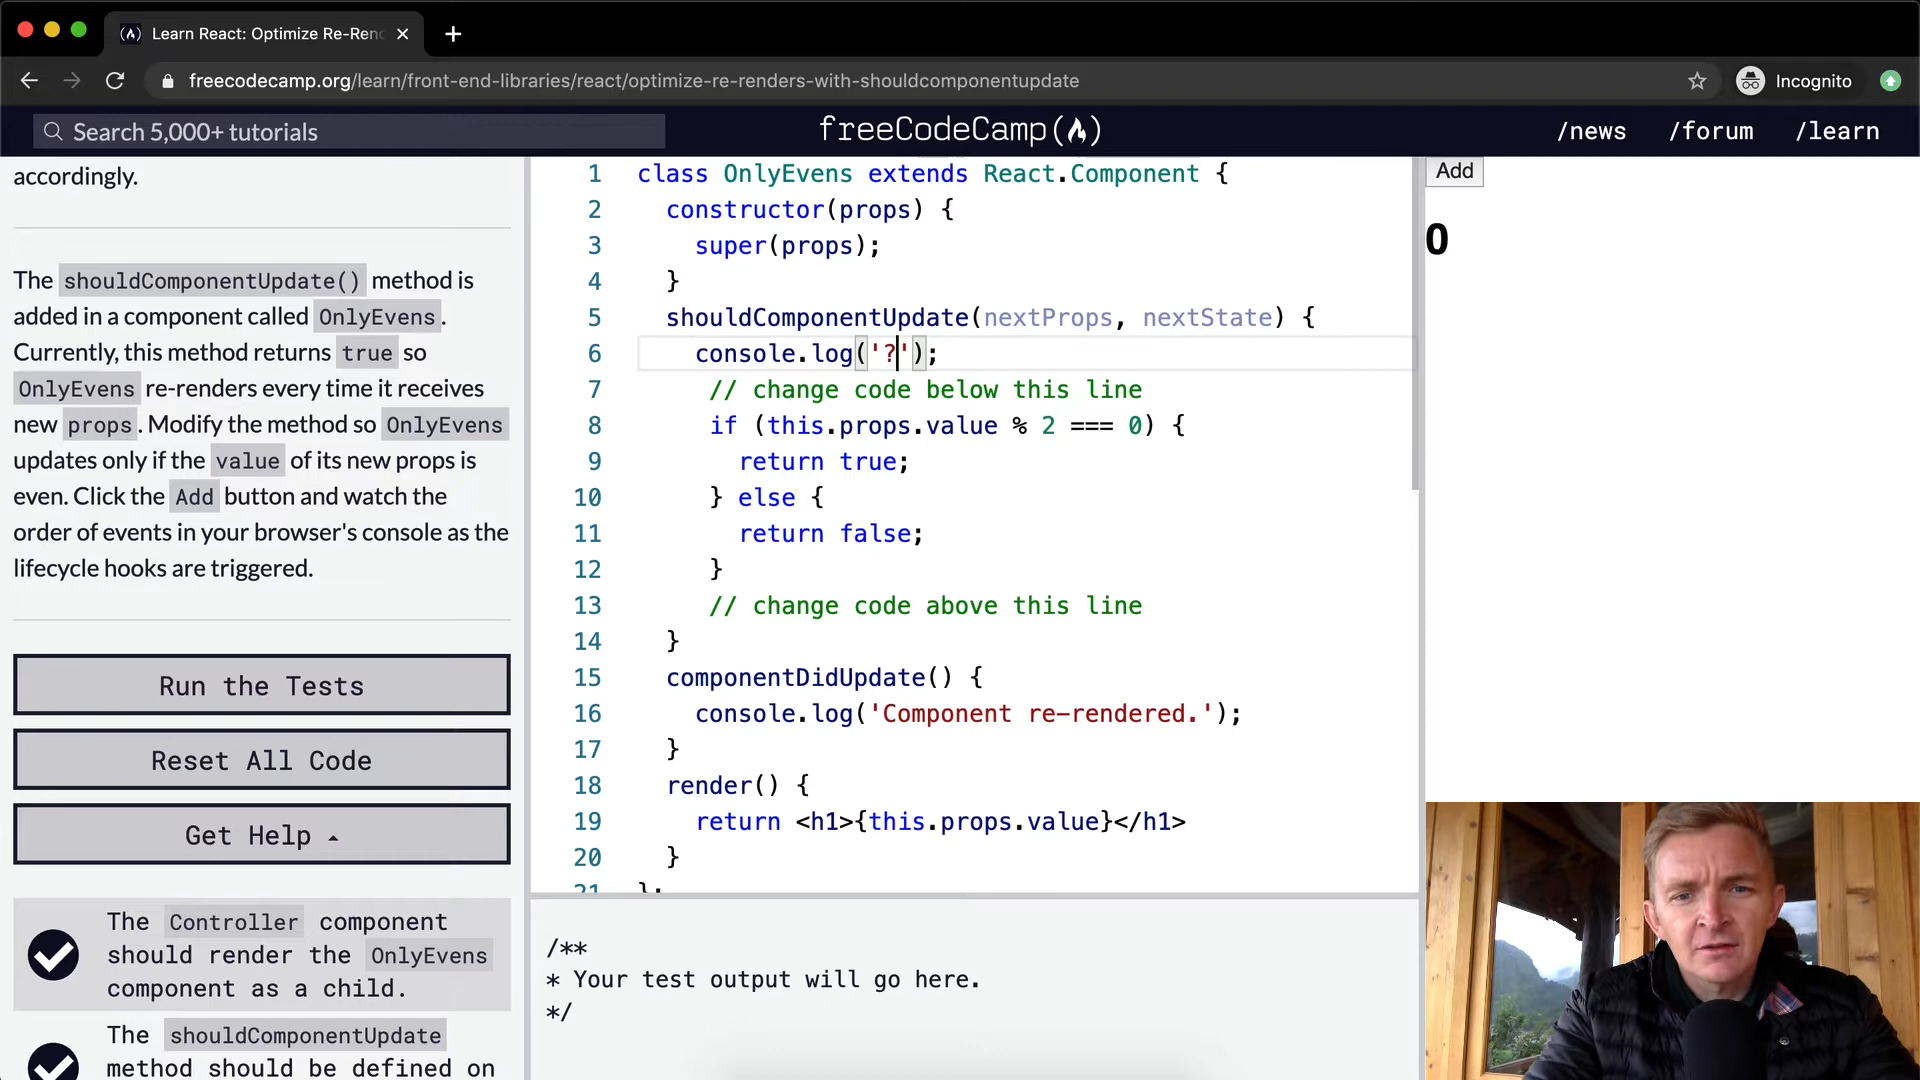 Learn React: Optimize Re-Ren
freecodecamp.org/learn/front-end-libraries/react/optimize-re-renders-with-shouldcomponentupdate
Incognito
Search 5,000+ tutorials
freeCodeCamp
/news
/forum
/learn
accordingly.
The shouldComponentUpdate() method is
added in a component called OnlyEvens.
Currently, this method returns true so
OnlyEvens re-renders every time it receives
new props. Modify the method so OnlyEvens
updates only if the value of its new props is
even. Click the Add button and watch the
order of events in your browser's console as the
lifecycle hooks are triggered.
Run the Tests
Reset All Code
Get Help
The Controller component
should render the OnlyEvens
component as a child.
The shouldComponentUpdate
method should be defined on
1 class OnlyEvens extends React.Component {
2 constructor(props) {
3 super(props);
4 }
5 shouldComponentUpdate(nextProps, nextState) {
6 console.log('?');
7 // change code below this line
8 if (this.props.value % 2 === 0) {
9 return true;
10 } else {
11 return false;
12 }
13 // change code above this line
14 }
15 componentDidUpdate() {
16 console.log('Component re-rendered.');
17 }
18 render() {
19 return <h1>{this.props.value}</h1>
20 }
21 };
/**
* Your test output will go here.
*/
Add
0